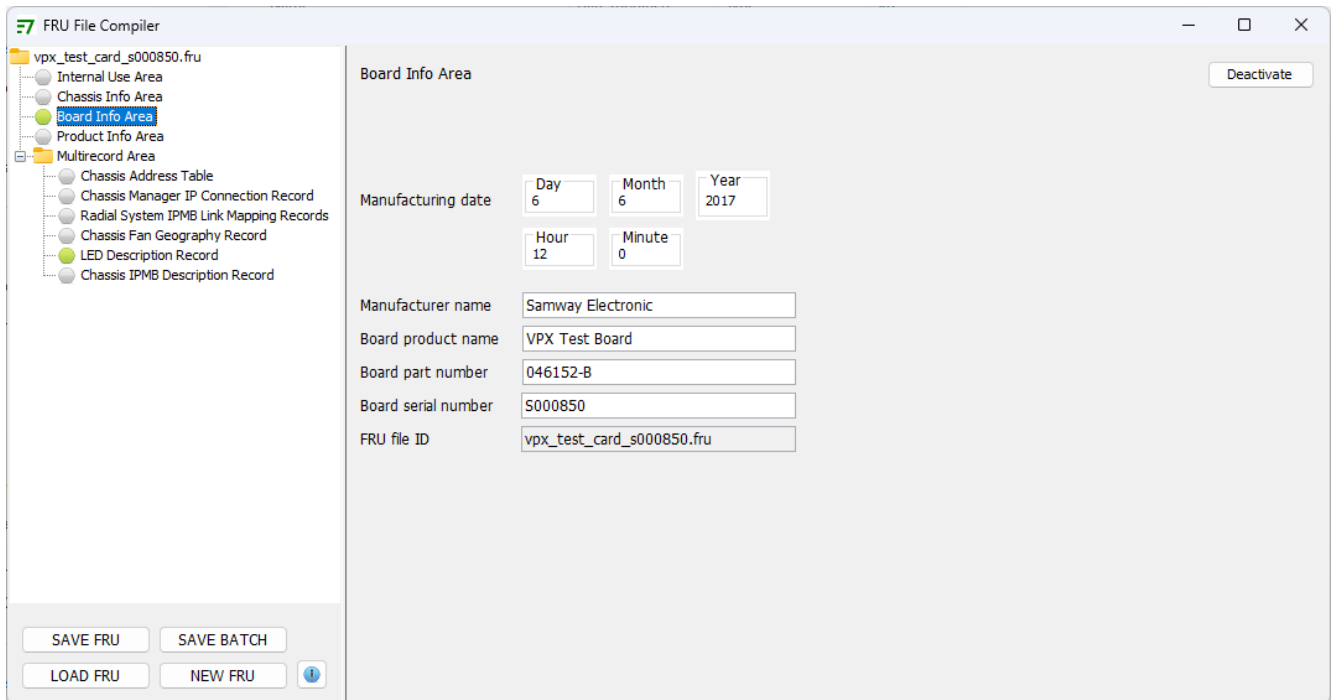 FRU File Compiler
vpx_test_card_s000850.fru
Internal Use Area
Chassis Info Area
Board Info Area
Product Info Area
Multirecord Area
Chassis Address Table
Chassis Manager IP Connection Record
Radial System IPMB Link Mapping Records
Chassis Fan Geography Record
LED Description Record
Chassis IPMB Description Record
SAVE FRU SAVE BATCH
LOAD FRU NEW FRU
Board Info Area Deactivate
Day Month Year
Manufacturing date 6 6 2017
Hour Minute
12 0
Manufacturer name Samway Electronic
Board product name VPX Test Board
Board part number 046152-B
Board serial number S000850
FRU file ID vpx_test_card_s000850.fru